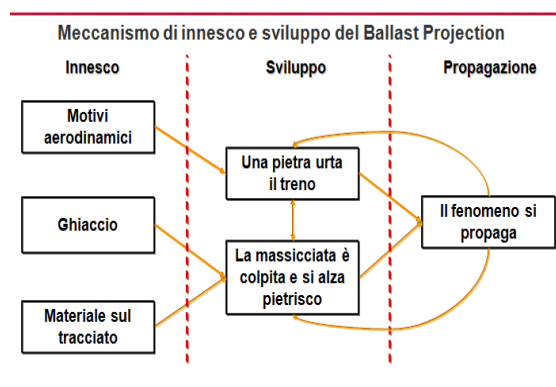 Meccanismo di innesco e sviluppo del Ballast Projection
Innesco
Sviluppo
Propagazione
Motivi
aerodinamici
Ghiaccio
Materiale sul
tracciato
Una pietra urta
il treno
La massicciata è
colpita e si alza
pietrisco
Il fenomeno si
propaga